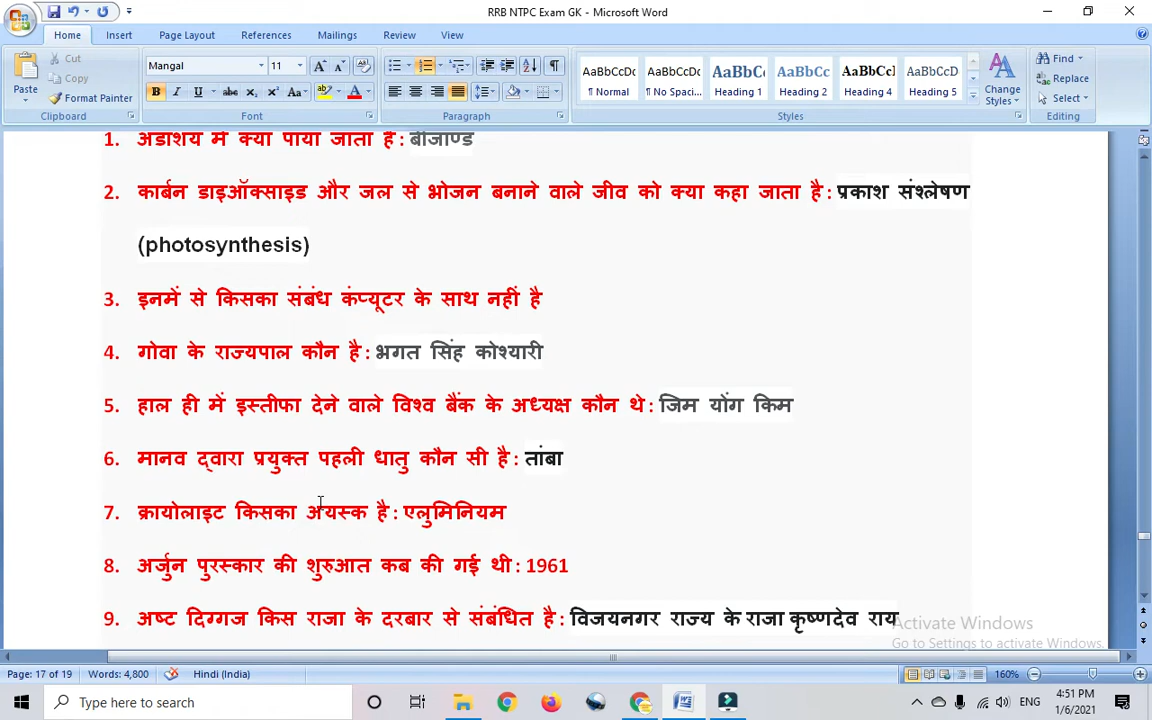 RRB NTPC Exam GK - Microsoft Word
Home Insert Page Layout References Mailings Review View
Paste
Cut
Copy
Format Painter
Clipboard
Mangal 11
Font
Paragraph
AaBbCcDc AaBbCcDc AaBbC AaBbCc AaBbCcI AaBbCcD
¶ Normal ¶ No Spaci... Heading 1 Heading 2 Heading 4 Heading 5
Change Styles
Styles
Find
Replace
Select
Editing
1. अंडाशय में क्या पाया जाता है : बीजाण्ड
2. कार्बन डाइऑक्साइड और जल से भोजन बनाने वाले जीव को क्या कहा जाता है : प्रकाश संश्लेषण
(photosynthesis)
3. इनमें से किसका संबंध कंप्यूटर के साथ नहीं है
4. गोवा के राज्यपाल कौन है : भगत सिंह कोश्यारी
5. हाल ही में इस्तीफा देने वाले विश्व बैंक के अध्यक्ष कौन थे : जिम योंग किम
6. मानव द्वारा प्रयुक्त पहली धातु कौन सी है : तांबा
7. क्रायोलाइट किसका अयस्क है : एलुमिनियम
8. अर्जुन पुरस्कार की शुरुआत कब की गई थी : 1961
9. अष्ट दिग्गज किस राजा के दरबार से संबंधित है : विजयनगर राज्य के राजा कृष्णदेव राय
Activate Windows
Go to Settings to activate Windows.
Page: 17 of 19 Words: 4,800 Hindi (India) 160%
Type here to search
ENG
4:51 PM
1/6/2021